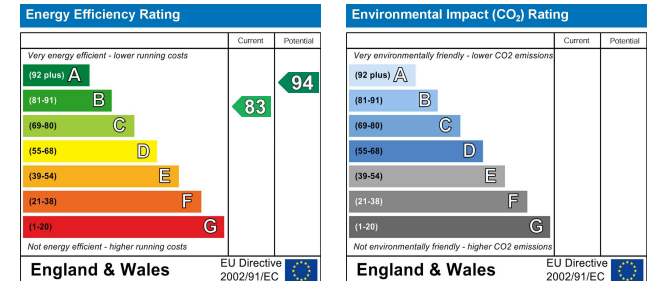 Energy Efficiency Rating
Current Potential
Very energy efficient - lower running costs
(92 plus) A
(81-91) B
(69-80) C
(55-68) D
(39-54) E
(21-38) F
(1-20) G
83
94
Not energy efficient - higher running costs
England & Wales
EU Directive
2002/91/EC
Environmental Impact (CO₂) Rating
Current Potential
Very environmentally friendly - lower CO2 emissions
(92 plus) A
(81-91) B
(69-80) C
(55-68) D
(39-54) E
(21-38) F
(1-20) G
Not environmentally friendly - higher CO2 emissions
England & Wales
EU Directive
2002/91/EC